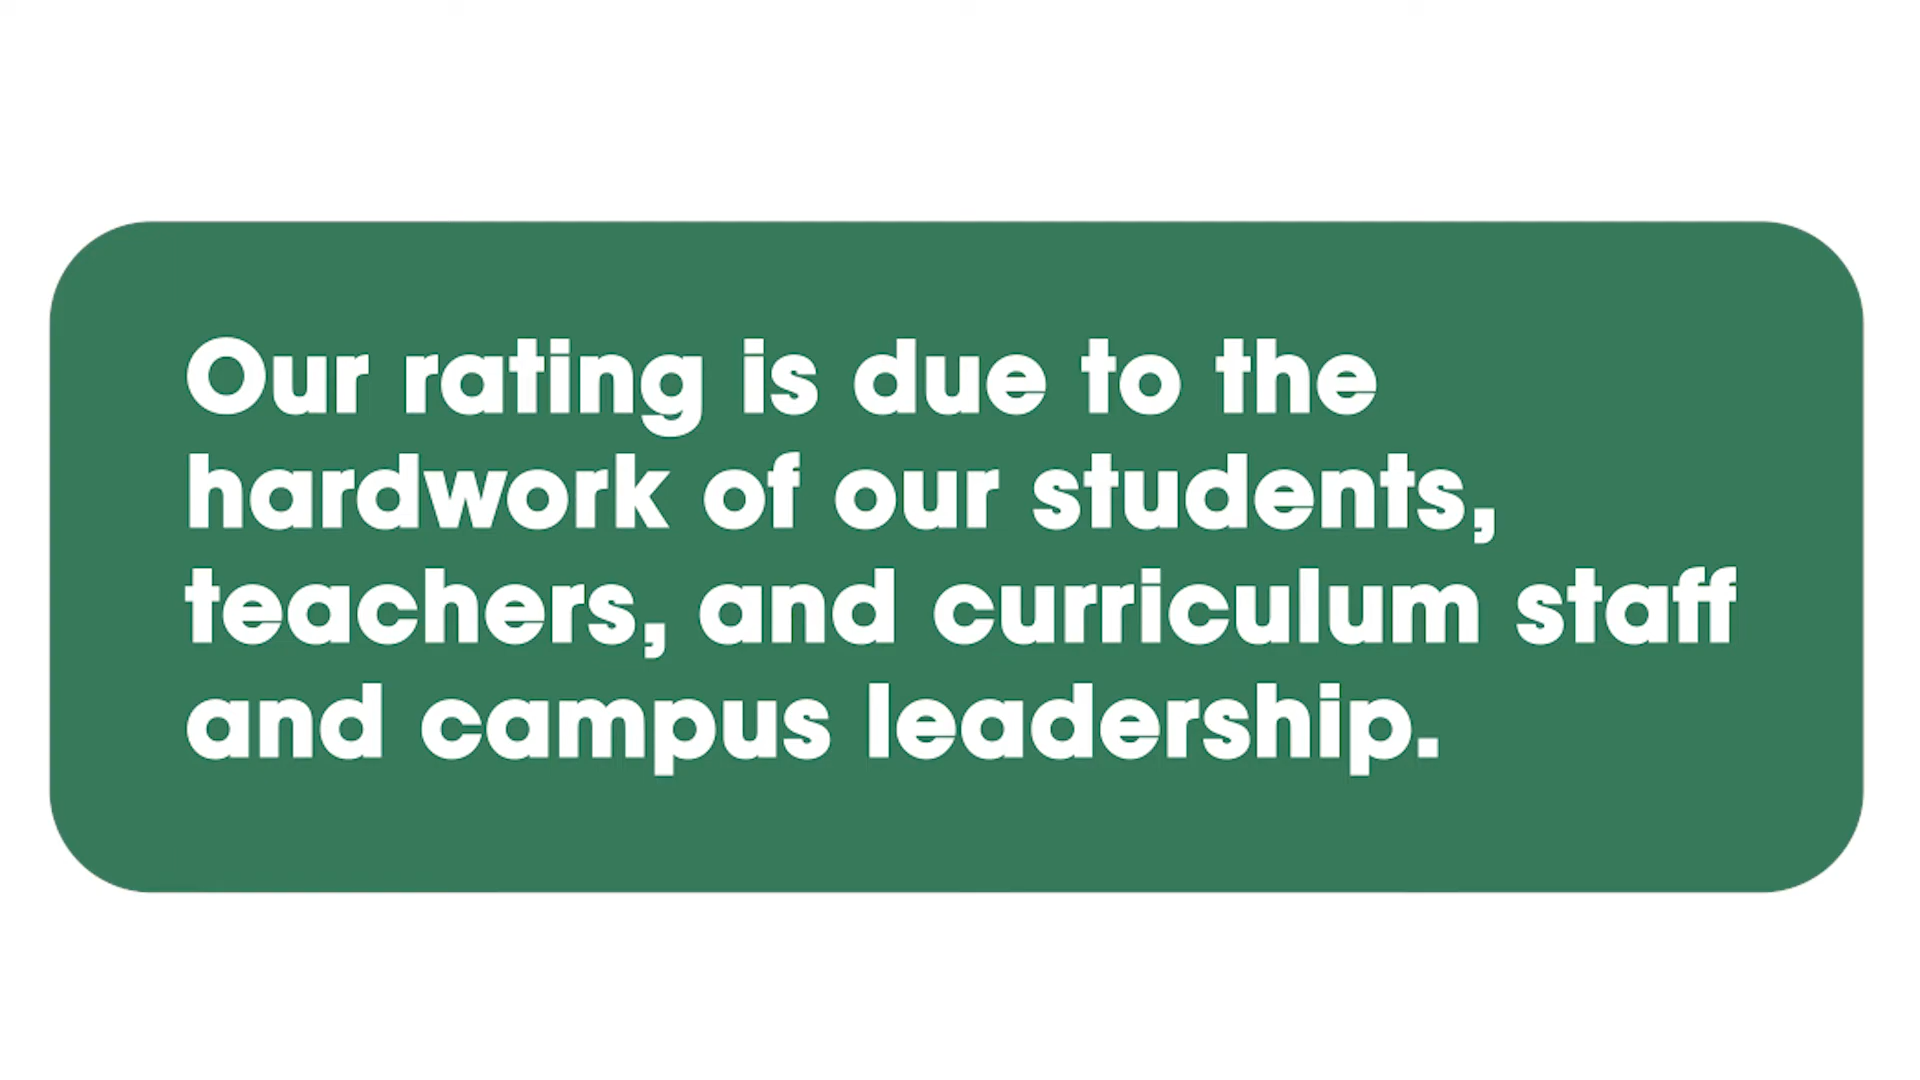 Our rating is due to the
hardwork of our students,
teachers, and curriculum staff
and campus leadership.